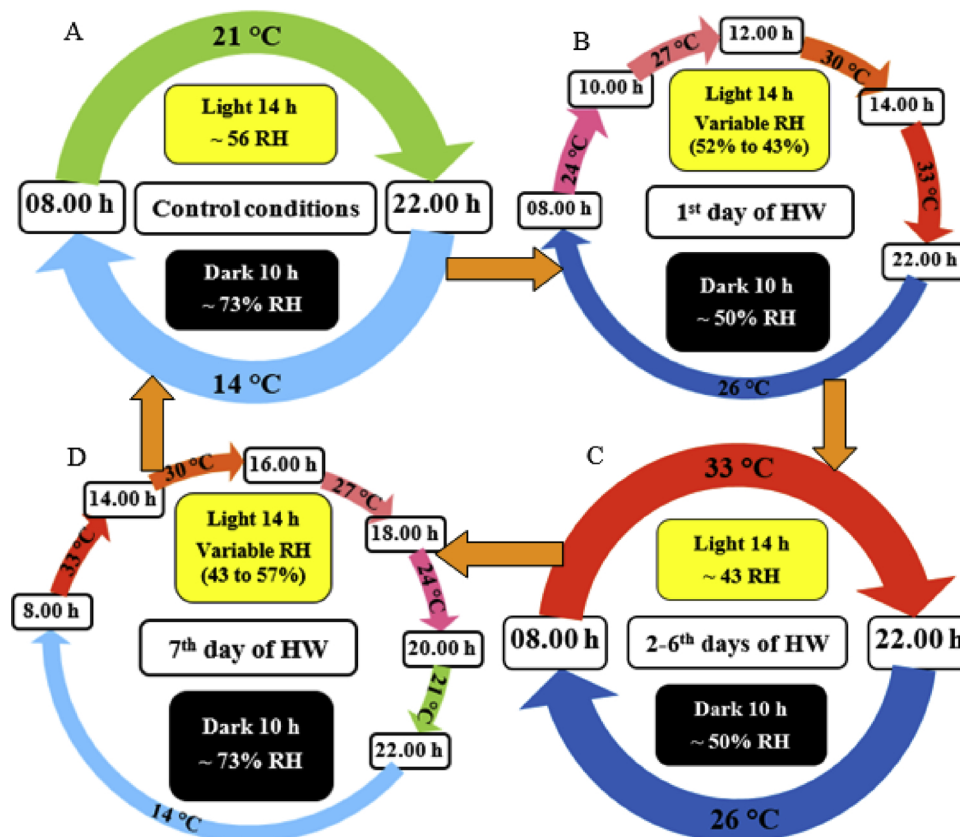 A
21 °C
Light 14 h
~ 56 RH
08.00 h
Control conditions
22.00 h
Dark 10 h
~ 73% RH
14 °C
B
12.00 h
27 °C
30 °C
10.00 h
14.00 h
Light 14 h
Variable RH
(52% to 43%)
24 °C
33 °C
08.00 h
1st day of HW
22.00 h
Dark 10 h
~ 50% RH
26 °C
D
30 °C
16.00 h
14.00 h
27 °C
18.00 h
Light 14 h
Variable RH
(43 to 57%)
33 °C
24 °C
8.00 h
7th day of HW
20.00 h
21 °C
Dark 10 h
~ 73% RH
22.00 h
14 °C
C
33 °C
Light 14 h
~ 43 RH
08.00 h
2-6th days of HW
22.00 h
Dark 10 h
~ 50% RH
26 °C